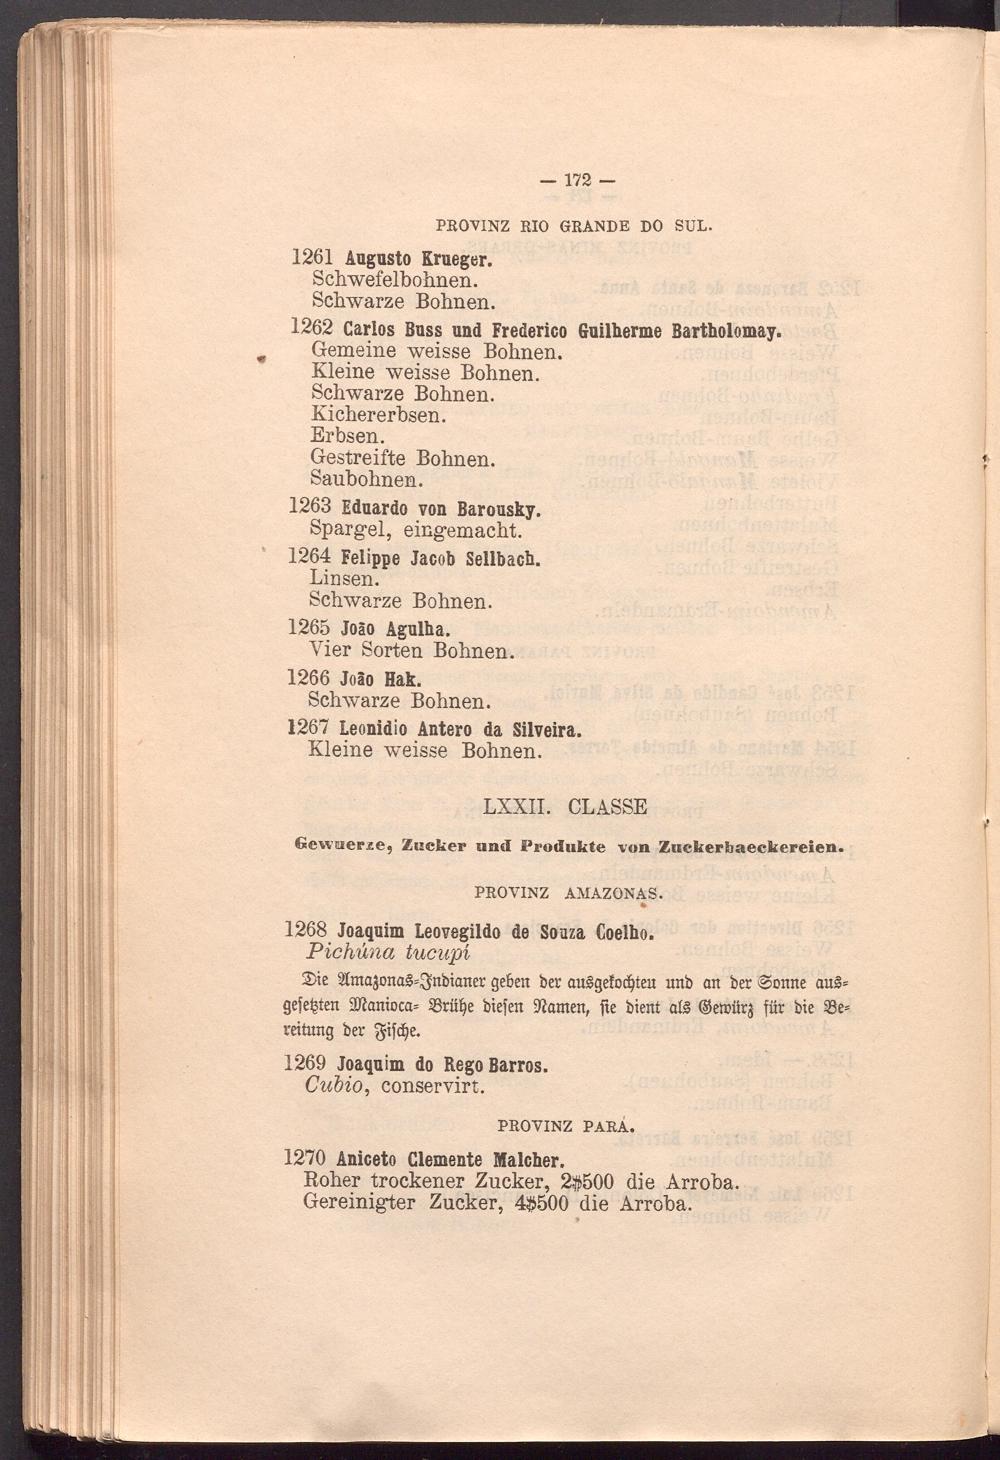 — 172 —
PROVINZ RIO GRANDE DO SUL.
1261 Augusto Krueger.
Schwefelbohnen.
Schwarze Bohnen.
1262 Carlos Buss und Frederico Guilherme Bartholomay.
Gemeine weisse Bohnen.
Kleine weisse Bohnen.
Schwarze Bohnen.
Kichererbsen.
Erbsen.
Gestreifte Bohnen.
Saubohnen.
1263 Eduardo von Barousky.
Spargel, eingemacht.
1264 Felippe Jacob Sellbach.
Linsen.
Schwarze Bohnen.
1265 João Agulha.
Vier Sorten Bohnen.
1266 João Hak.
Schwarze Bohnen.
1267 Leonidio Antero da Silveira.
Kleine weisse Bohnen.
LXXII. CLASSE
Gewuerze, Zucker und Produkte von Zuckerbaeckereien.
PROVINZ AMAZONAS.
1268 Joaquim Leovegildo de Souza Coelho.
Pichúna tucupí
Die Amazonas-Indianer geben der ausgekochten und an der Sonne aus-
gesetzten Manioca- Brühe diesen Namen, sie dient als Gewürz für die Be-
reitung der Fische.
1269 Joaquim do Rego Barros.
Cubio, conservirt.
PROVINZ PARÁ.
1270 Aniceto Clemente Malcher.
Roher trockener Zucker, 2$500 die Arroba.
Gereinigter Zucker, 4$500 die Arroba.